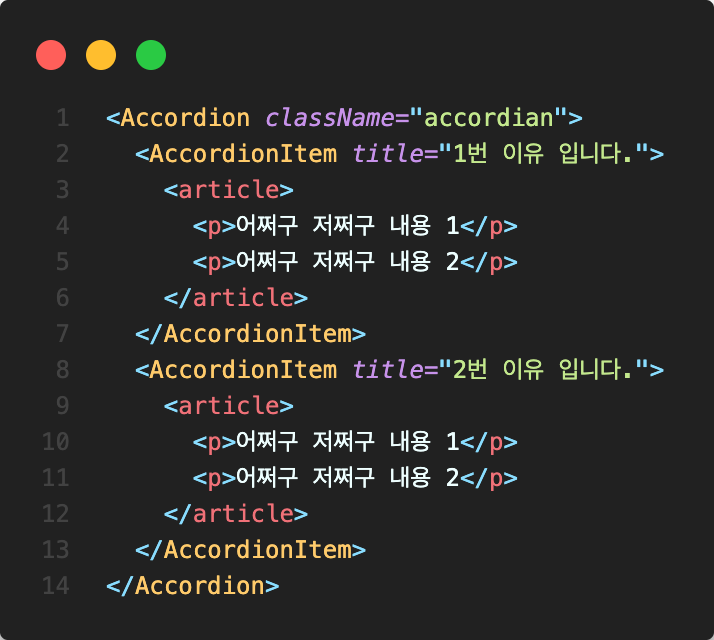 1 <Accordion className="accordian">
2   <AccordionItem title="1번 이유 입니다.">
3     <article>
4       <p>어쩌구 저쩌구 내용 1</p>
5       <p>어쩌구 저쩌구 내용 2</p>
6     </article>
7   </AccordionItem>
8   <AccordionItem title="2번 이유 입니다.">
9     <article>
10       <p>어쩌구 저쩌구 내용 1</p>
11       <p>어쩌구 저쩌구 내용 2</p>
12     </article>
13   </AccordionItem>
14 </Accordion>